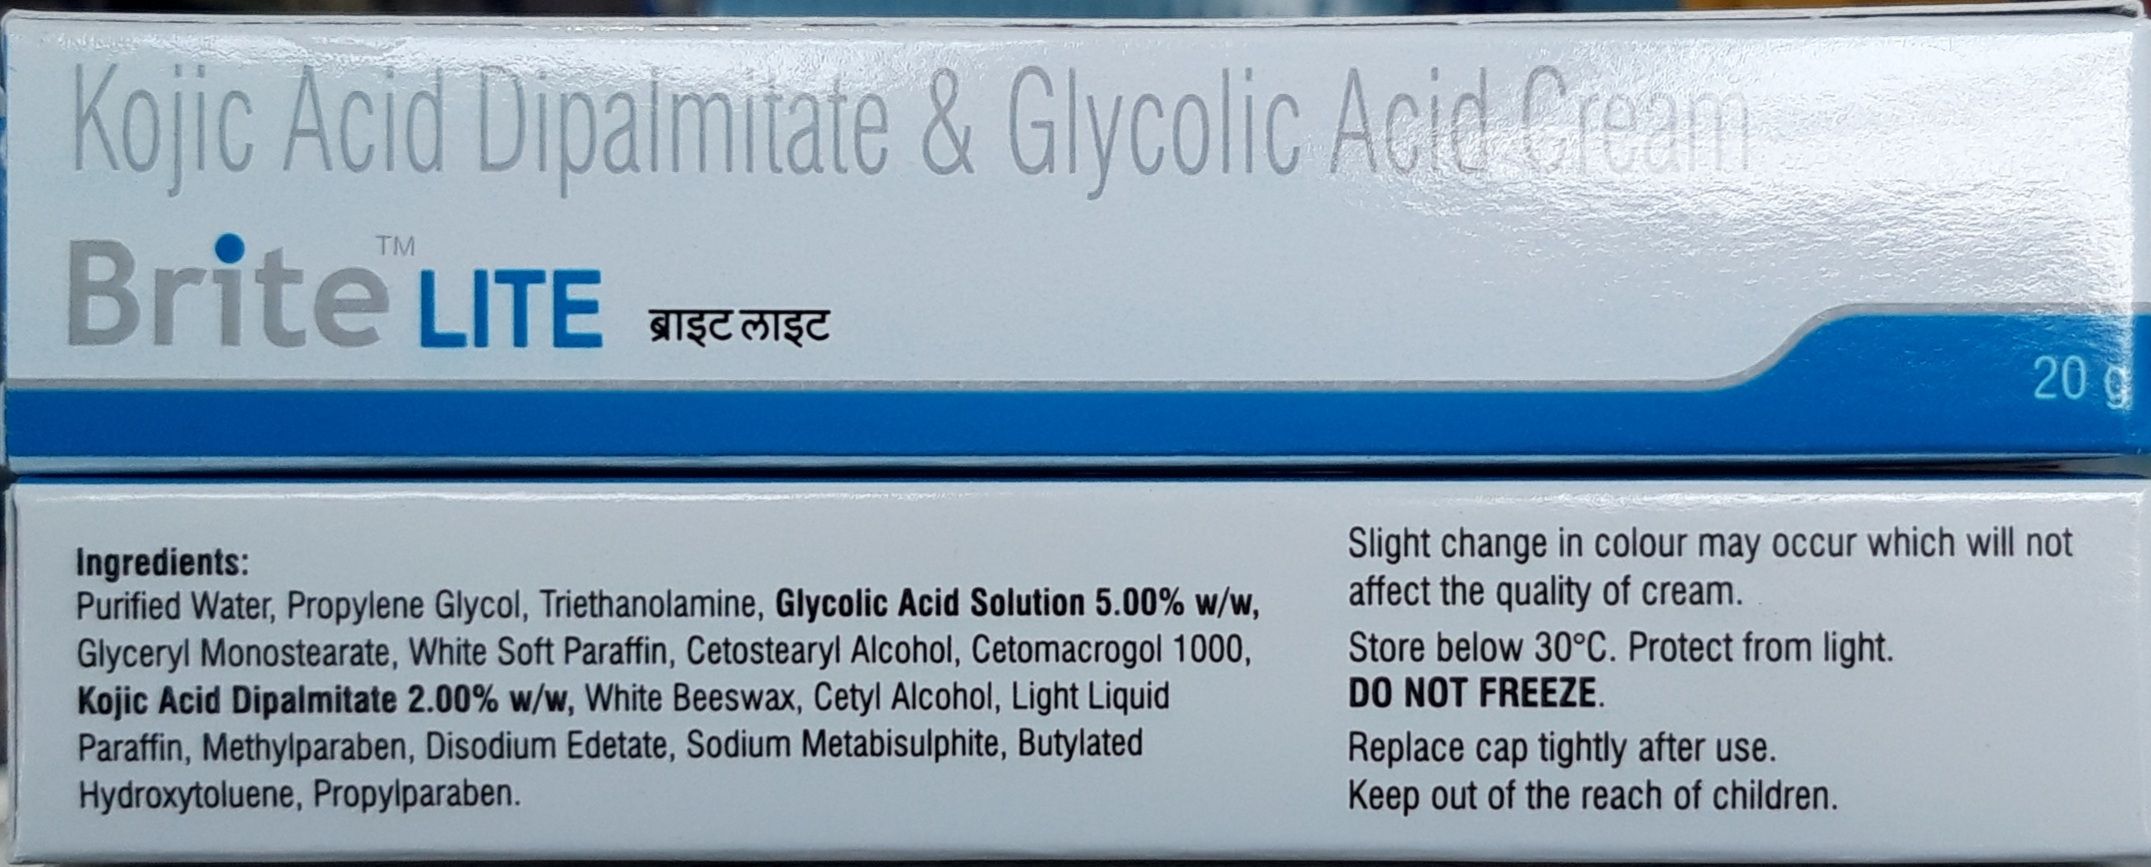 Kojic Acid Dipalmitate & Glycolic Acid Cream
Brite™ LITE ब्राइट लाइट
20 g
Ingredients:
Purified Water, Propylene Glycol, Triethanolamine, Glycolic Acid Solution 5.00% w/w,
Glyceryl Monostearate, White Soft Paraffin, Cetostearyl Alcohol, Cetomacrogol 1000,
Kojic Acid Dipalmitate 2.00% w/w, White Beeswax, Cetyl Alcohol, Light Liquid
Paraffin, Methylparaben, Disodium Edetate, Sodium Metabisulphite, Butylated
Hydroxytoluene, Propylparaben.
Slight change in colour may occur which will not
affect the quality of cream.
Store below 30°C. Protect from light.
DO NOT FREEZE.
Replace cap tightly after use.
Keep out of the reach of children.